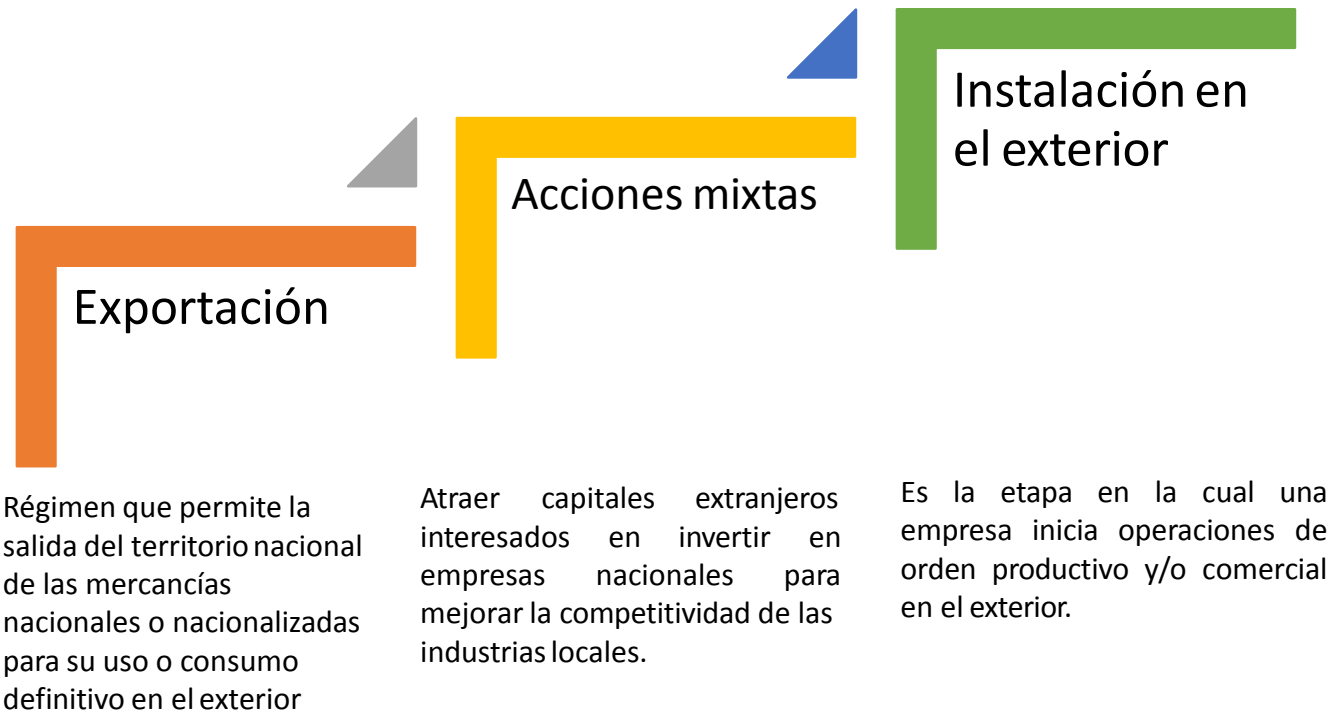 Instalación en
el exterior
Acciones mixtas
Exportación
Régimen que permite la
salida del territorio nacional
de las mercancías
nacionales o nacionalizadas
para su uso o consumo
definitivo en el exterior
Atraer capitales extranjeros
interesados en invertir en
empresas nacionales para
mejorar la competitividad de las
industrias locales.
Es la etapa en la cual una
empresa inicia operaciones de
orden productivo y/o comercial
en el exterior.